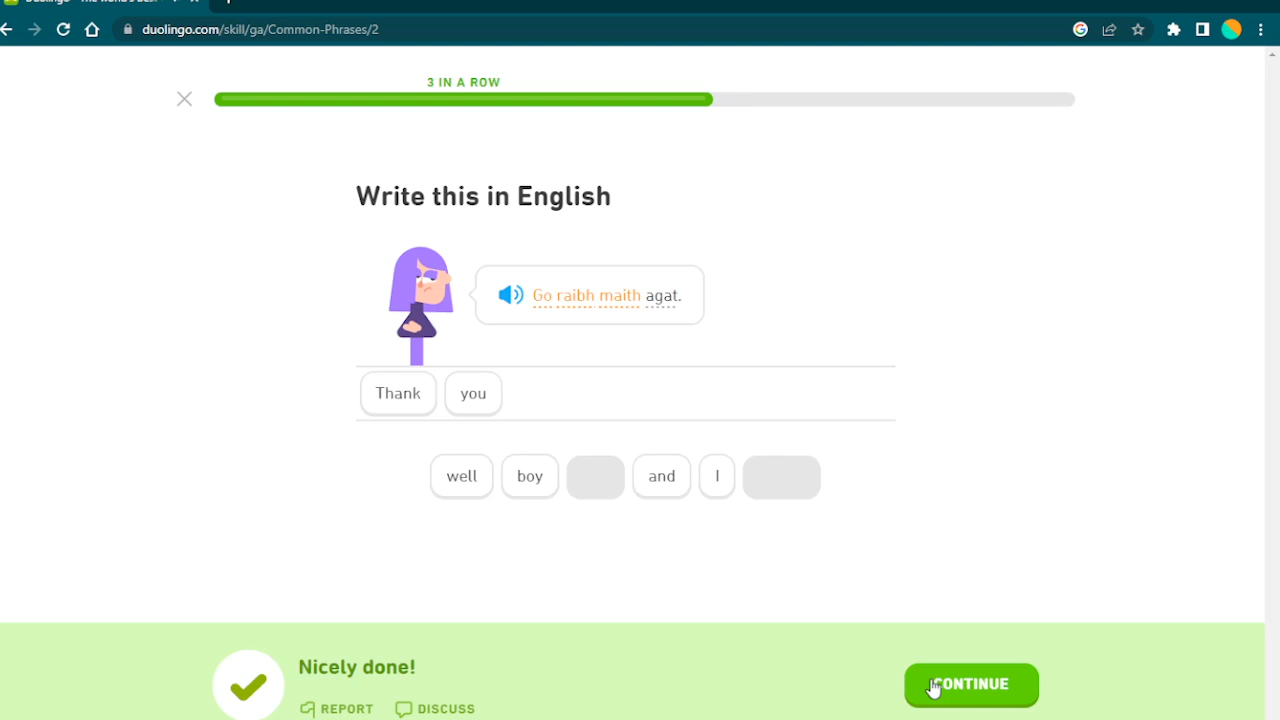 duolingo.com/skill/ga/Common-Phrases/2
3 IN A ROW
Write this in English
Go raibh maith agat.
Thank you
well boy and I
Nicely done!
CONTINUE
REPORT DISCUSS